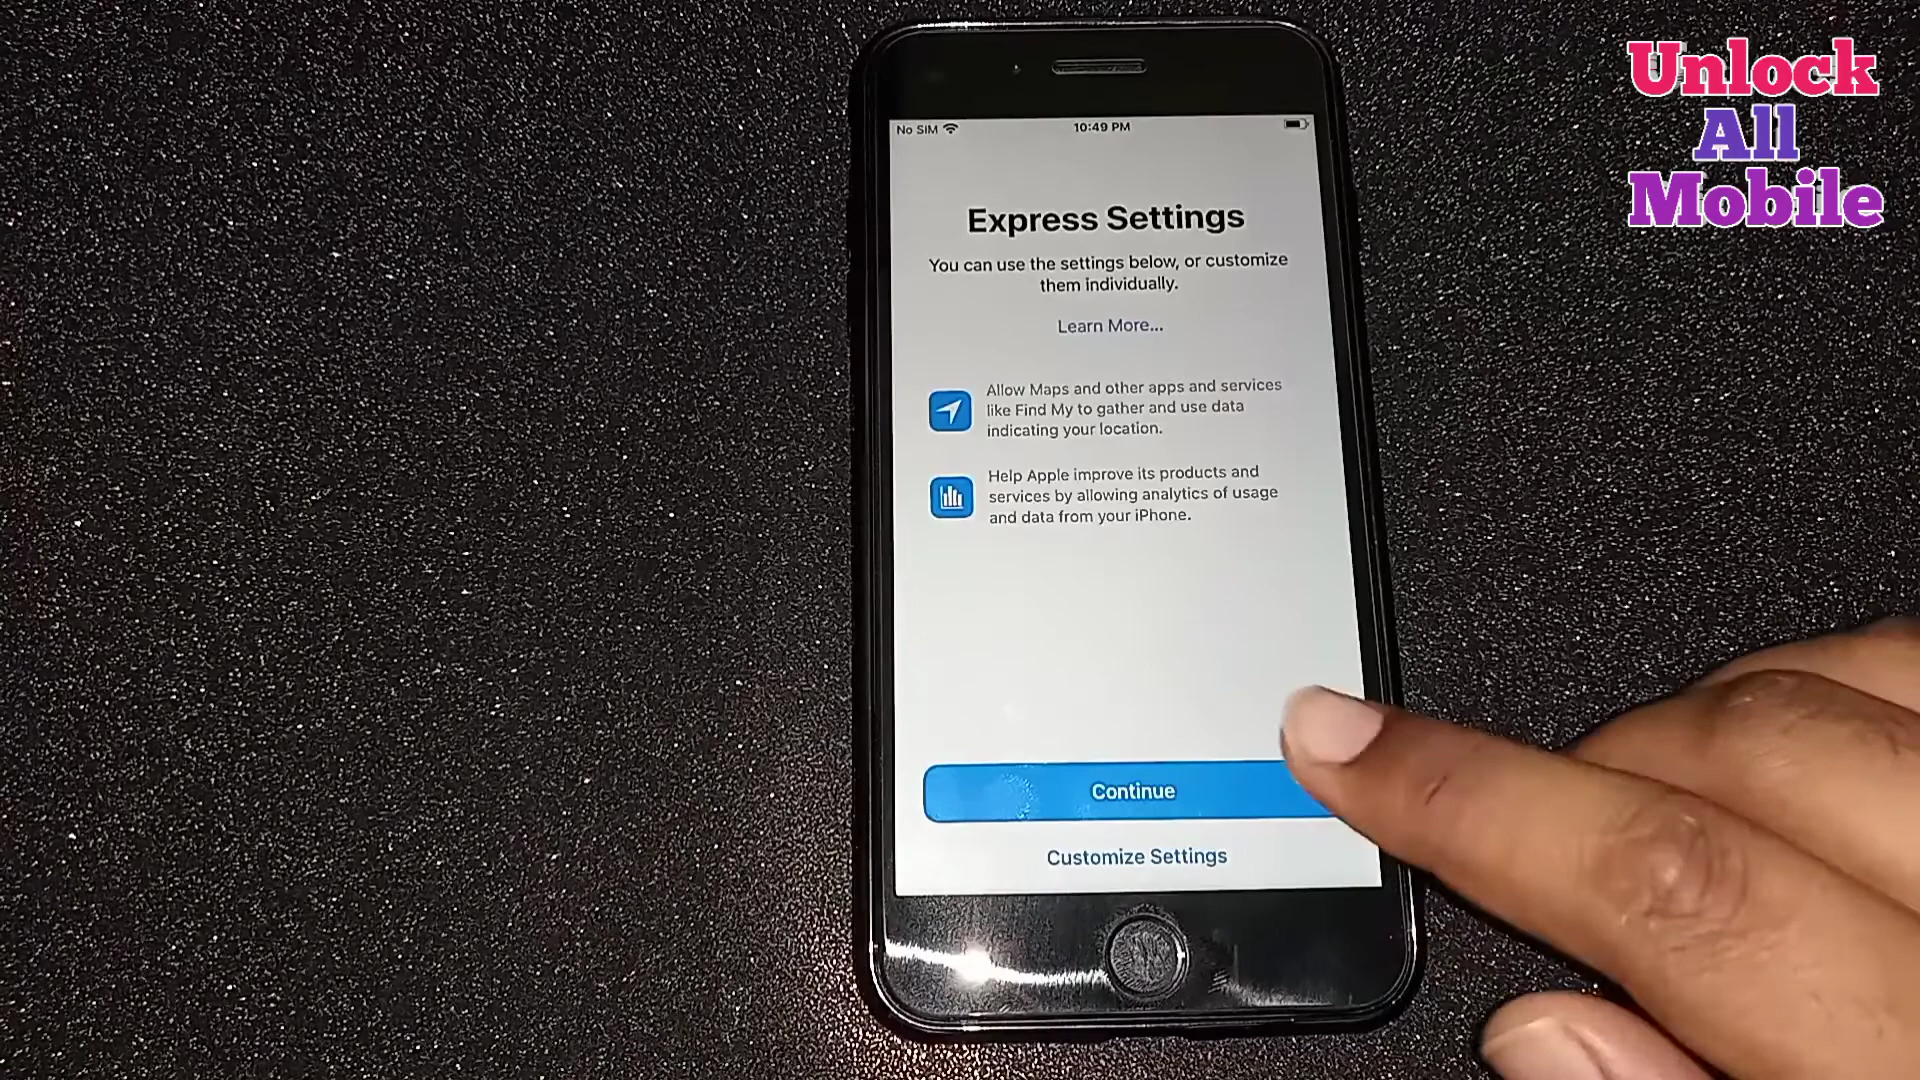 No SIM
10:49 PM
Express Settings
You can use the settings below, or customize
them individually.
Learn More...
Allow Maps and other apps and services
like Find My to gather and use data
indicating your location.
Help Apple improve its products and
services by allowing analytics of usage
and data from your iPhone.
Continue
Customize Settings
Unlock
All
Mobile